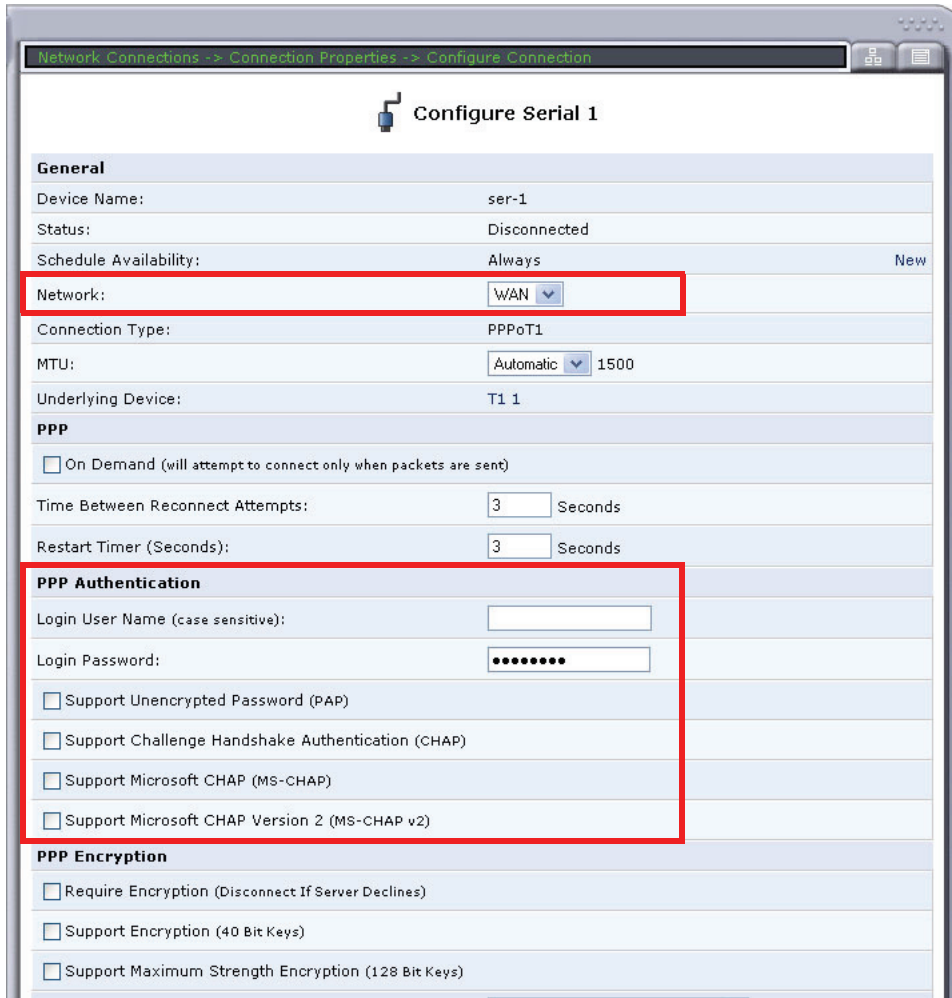 Network Connections -> Connection Properties -> Configure Connection
Configure Serial 1
General
Device Name: ser-1
Status: Disconnected
Schedule Availability: Always New
Network: WAN
Connection Type: PPPoT1
MTU: Automatic 1500
Underlying Device: T1 1
PPP
On Demand (will attempt to connect only when packets are sent)
Time Between Reconnect Attempts: 3 Seconds
Restart Timer (Seconds): 3 Seconds
PPP Authentication
Login User Name (case sensitive):
Login Password: ••••••••
Support Unencrypted Password (PAP)
Support Challenge Handshake Authentication (CHAP)
Support Microsoft CHAP (MS-CHAP)
Support Microsoft CHAP Version 2 (MS-CHAP v2)
PPP Encryption
Require Encryption (Disconnect If Server Declines)
Support Encryption (40 Bit Keys)
Support Maximum Strength Encryption (128 Bit Keys)